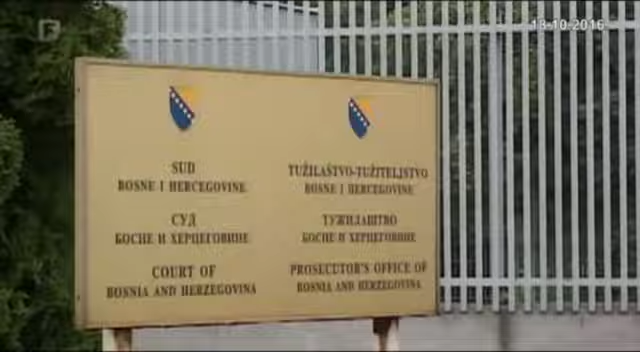 13.10.2016
SUD
BOSNE I HERCEGOVINE
СУД
БОСНЕ И ХЕРЦЕГОВИНЕ
COURT OF
BOSNIA AND HERZEGOVINA
TUŽILAŠTVO-TUŽITELJSTVO
BOSNE I HERCEGOVINE
ТУЖИЛАШТВО
БОСНЕ И ХЕРЦЕГОВИНЕ
PROSECUTOR'S OFFICE OF
BOSNIA AND HERZEGOVINA